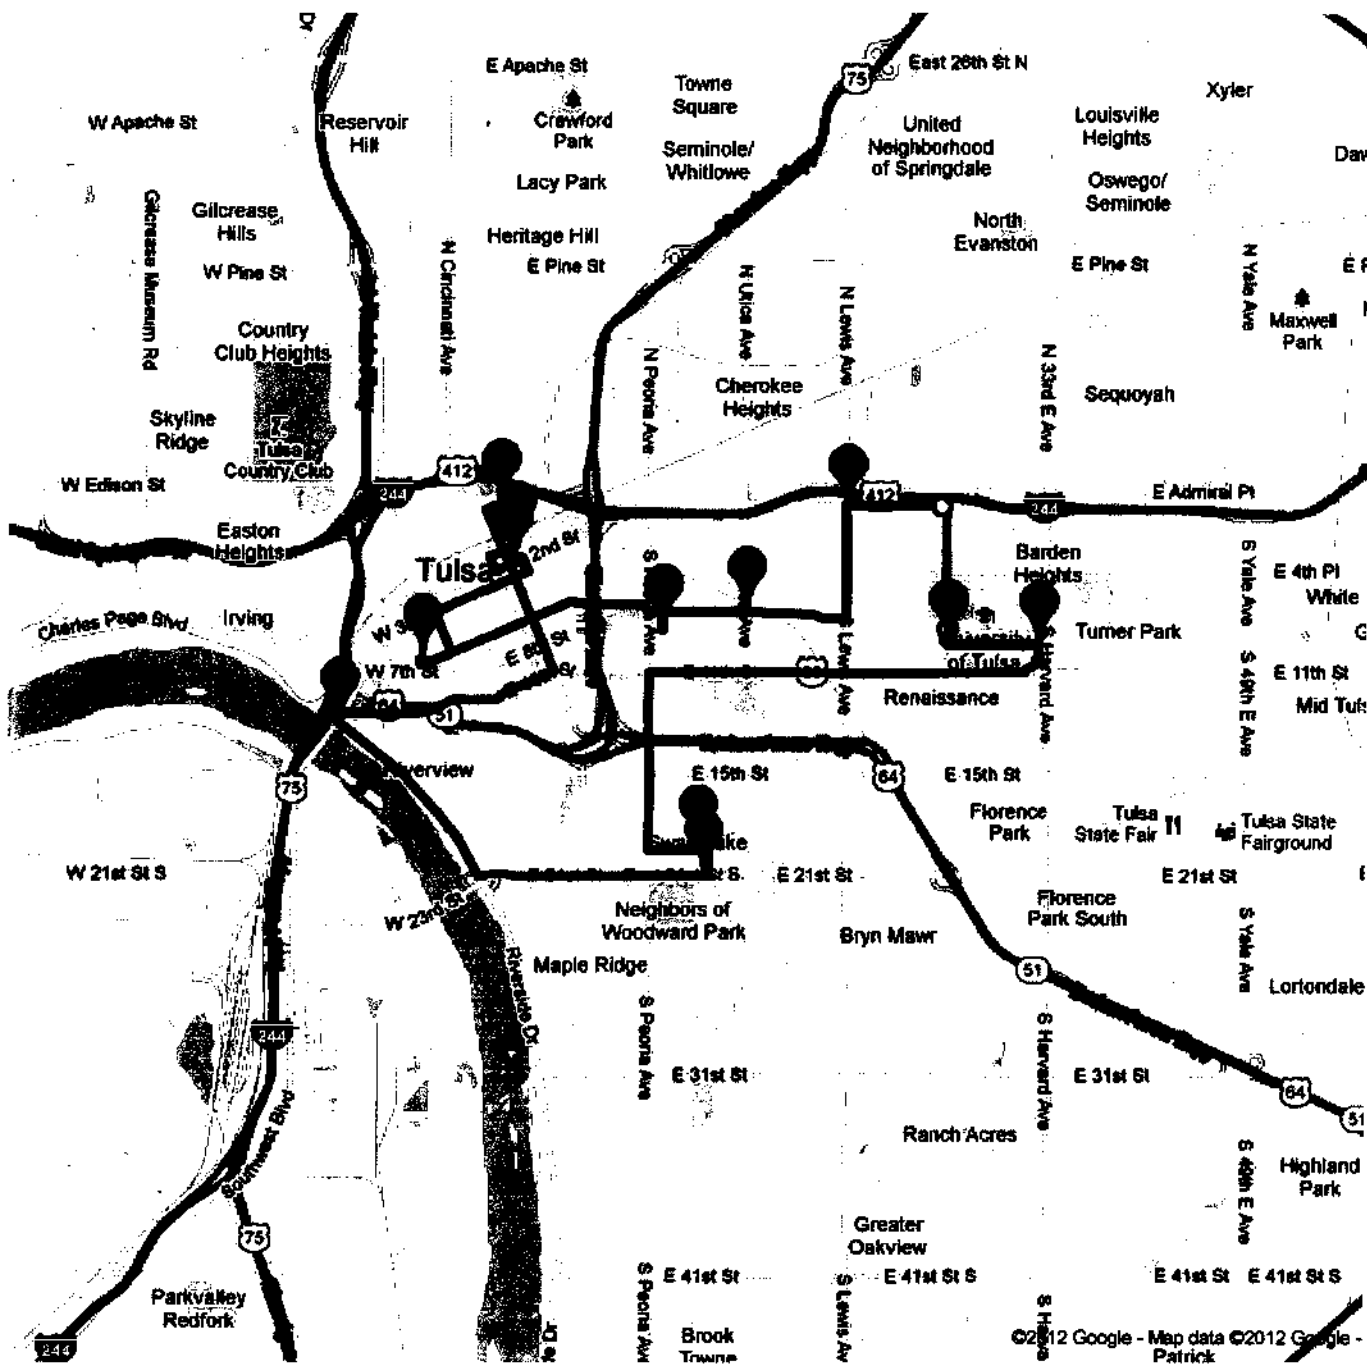 Dr
E Apache St
East 26th St N
75
Towne
Square
Xyler
W Apache St
Reservoir
Hill
Crawford
Park
United
Neighborhood
of Springdale
Louisville
Heights
Seminole/
Whitlowe
Lacy Park
Oswego/
Seminole
Gilcrease Museum Rd
Gilcrease
Hills
Heritage Hill
North
Evanston
W Pine St
E Pine St
E Pine St
N Cincinnati Ave
N Utica Ave
N Lewis Ave
N Yale Ave
Maxwell
Park
Country
Club Heights
N Peoria Ave
N 33rd E Ave
Cherokee
Heights
Sequoyah
Skyline
Ridge
Tulsa
Country Club
W Edison St
412
244
412
244
E Admiral Pl
Easton
Heights
2nd St
Tulsa
Barden
Heights
S Yale Ave
E 4th Pl
White
Charles Page Blvd
Irving
Turner Park
of Tulsa
W 7th St
E 11th St
Renaissance
S Harvard Ave
S 49th E Ave
51
75
E 15th St
64
E 15th St
Florence
Park
Tulsa
State Fair
Tulsa State
Fairground
W 21st St S
E 21st St
E 21st St
W 23rd St
Neighbors of
Woodward Park
Bryn Mawr
Florence
Park South
S Yale Ave
Riverside Dr
Maple Ridge
51
Lortondale
244
S Peoria Ave
S Harvard Ave
E 31st St
E 31st St
64
51
Southwest Blvd
Ranch Acres
S 49th E Ave
Highland
Park
75
Greater
Oakview
E 41st St
E 41st St S
E 41st St
E 41st St S
Parkvalley
Redfork
244
Brook
Towne
©2012 Google - Map data ©2012 Google -
Patrick